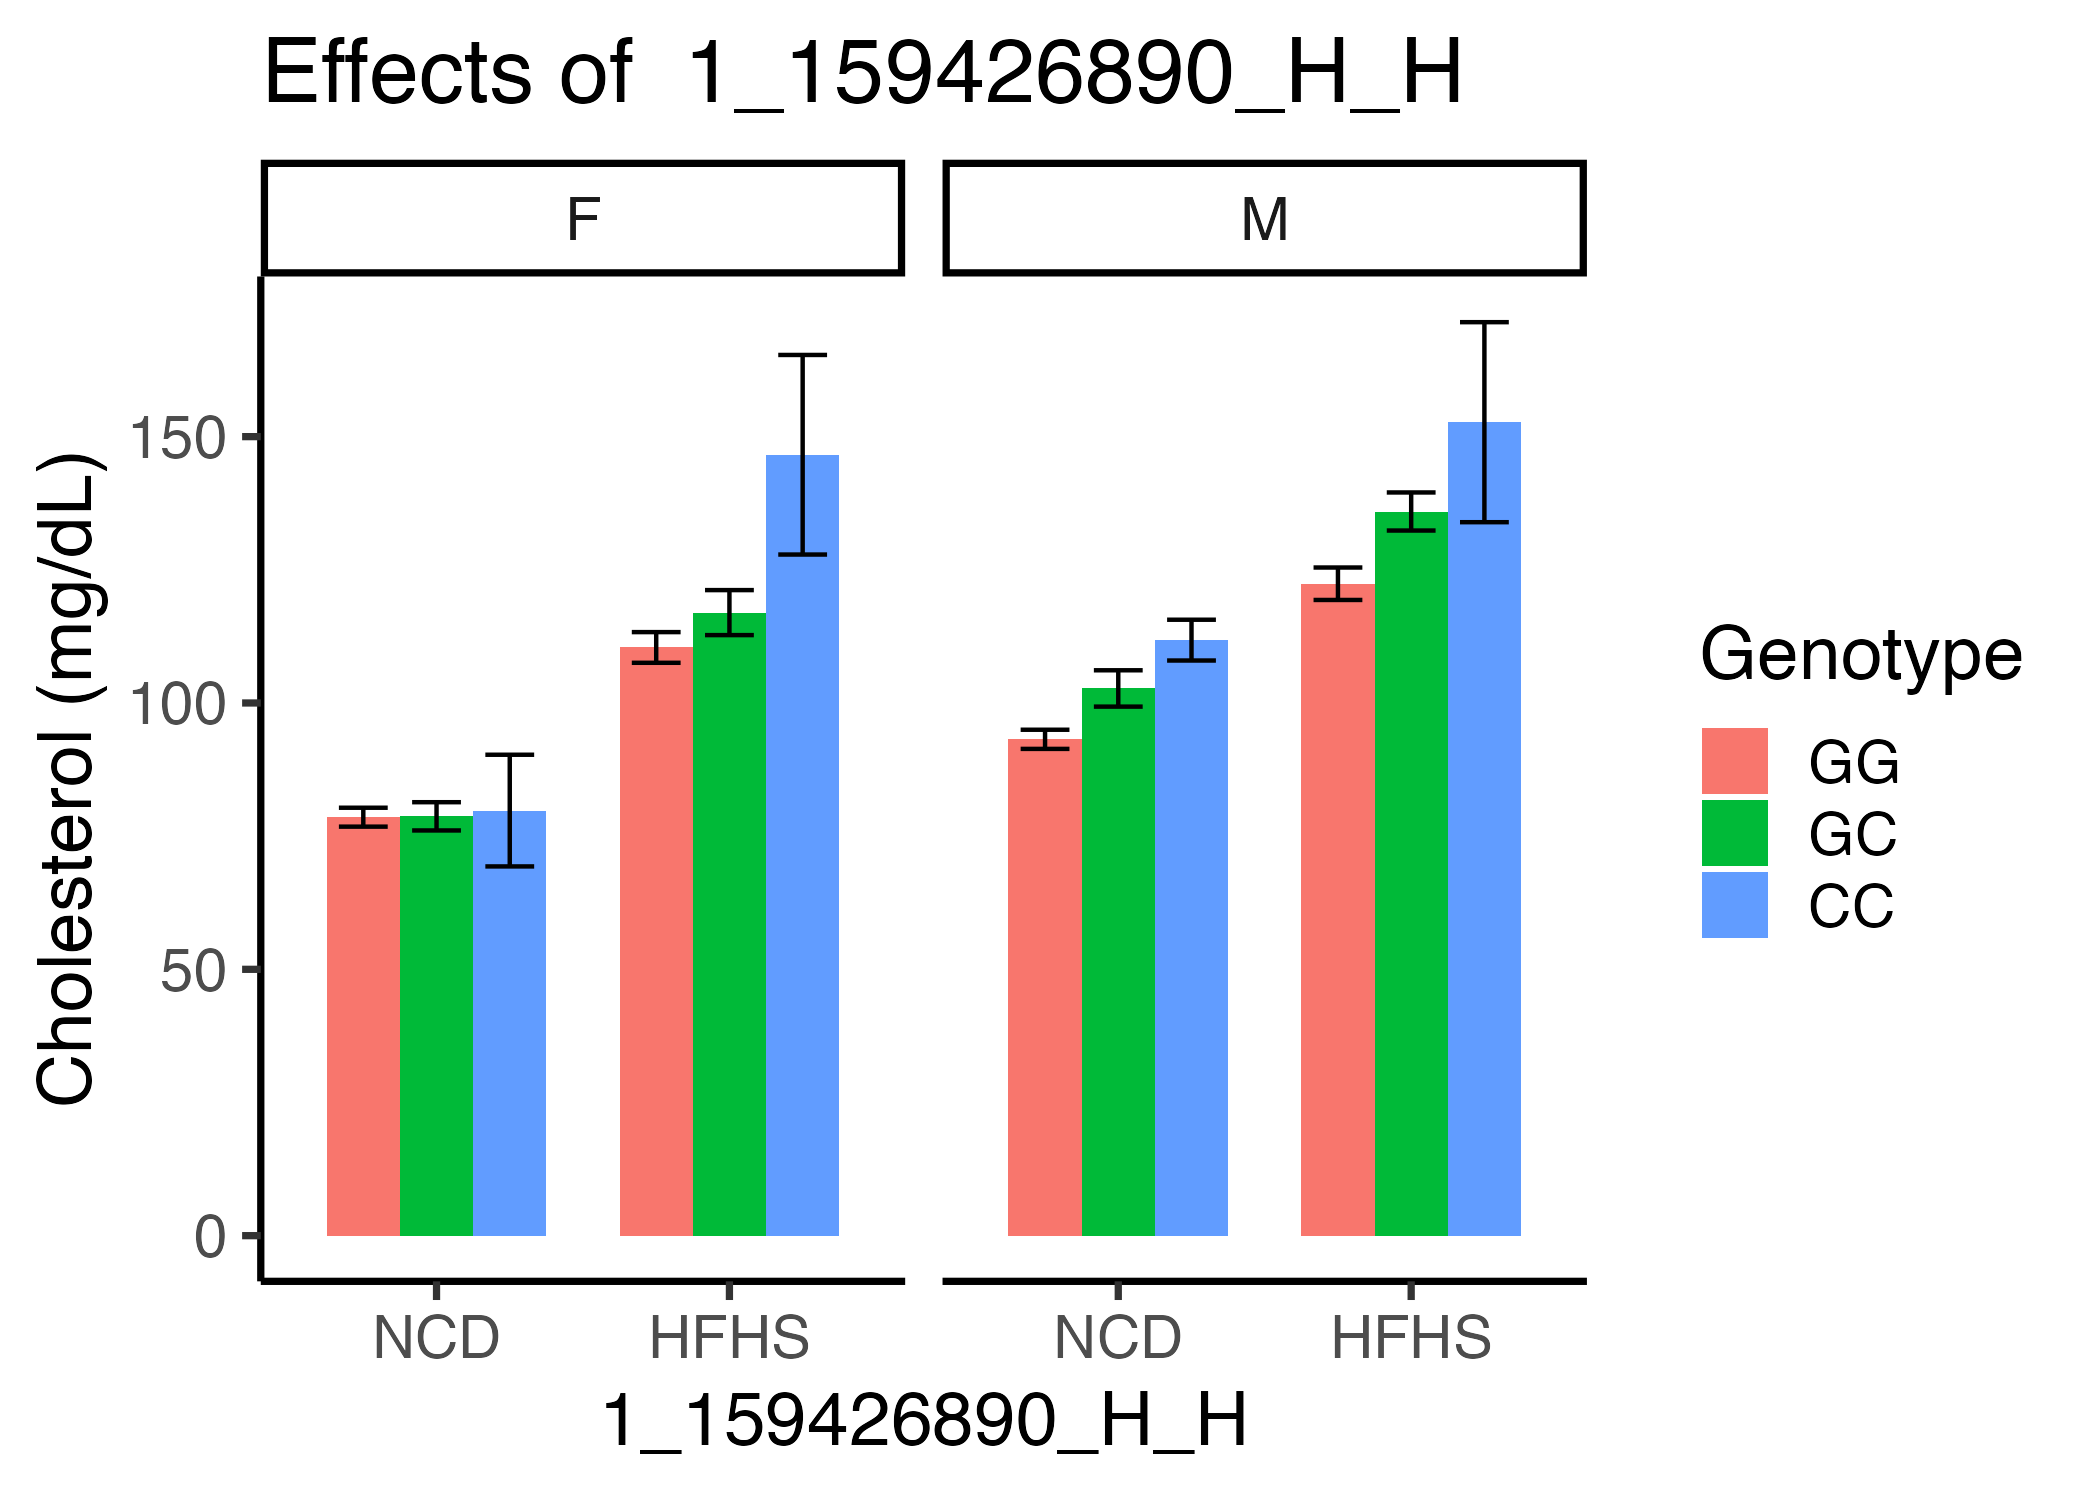 Effects of  1_159426890_H_H
F
M
Cholesterol (mg/dL)
150
100
50
0
NCD
HFHS
NCD
HFHS
1_159426890_H_H
Genotype
GG
GC
CC